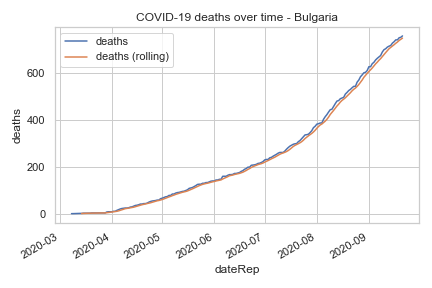 COVID-19 deaths over time - Bulgaria
deaths
deaths (rolling)
600
400
200
0
deaths
2020-03
2020-04
2020-05
2020-06
2020-07
2020-08
2020-09
dateRep